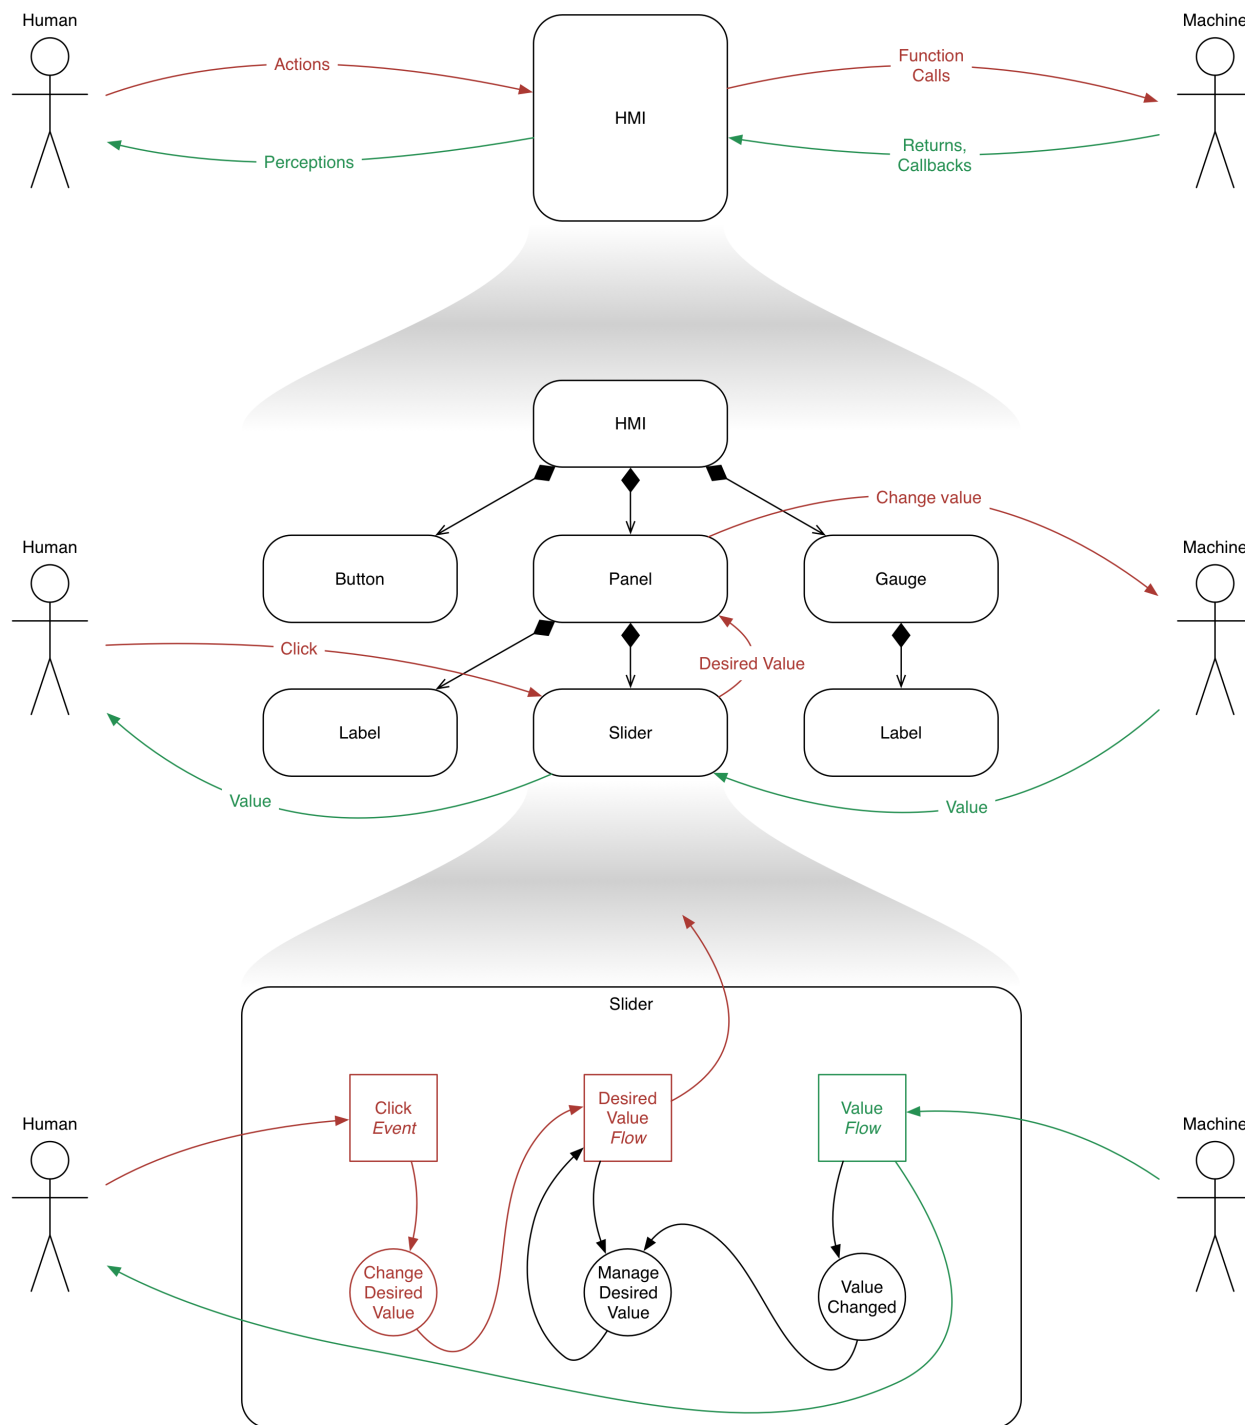 Human
Machine
Actions
Function
Calls
HMI
Perceptions
Returns,
Callbacks
HMI
Change value
Human
Machine
Button
Panel
Gauge
Click
Desired Value
Label
Slider
Label
Value
Value
Slider
Human
Machine
Click
Event
Desired
Value
Flow
Value
Flow
Change
Desired
Value
Manage
Desired
Value
Value
Changed